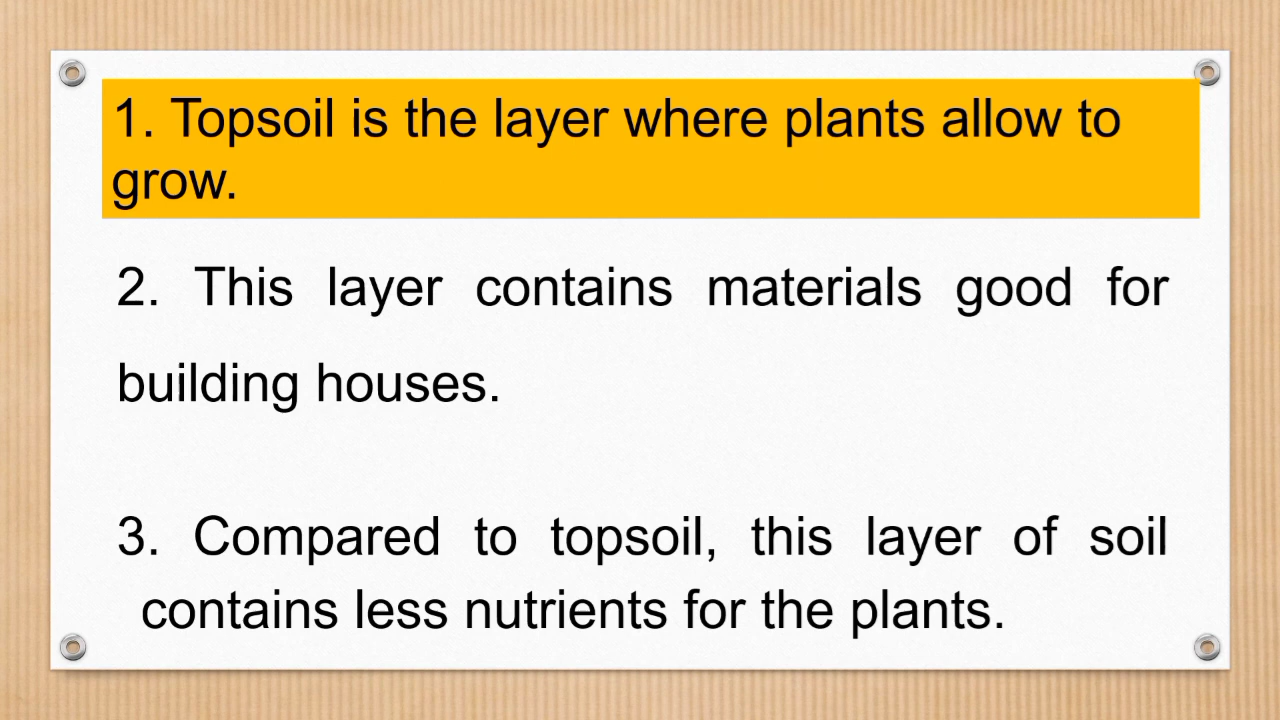 1. Topsoil is the layer where plants allow to
grow.
2. This layer contains materials good for
building houses.
3. Compared to topsoil, this layer of soil
contains less nutrients for the plants.